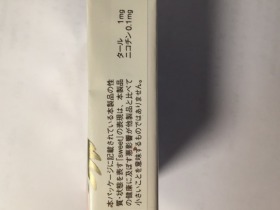 本パッケージに記載されている本製品の性
質・状態を表す「sweet」の表現は、本製品
の健康に及ぼす悪影響が他製品と比べて
小さいことを意味するものではありません。
タール 1mg
ニコチン 0.1mg